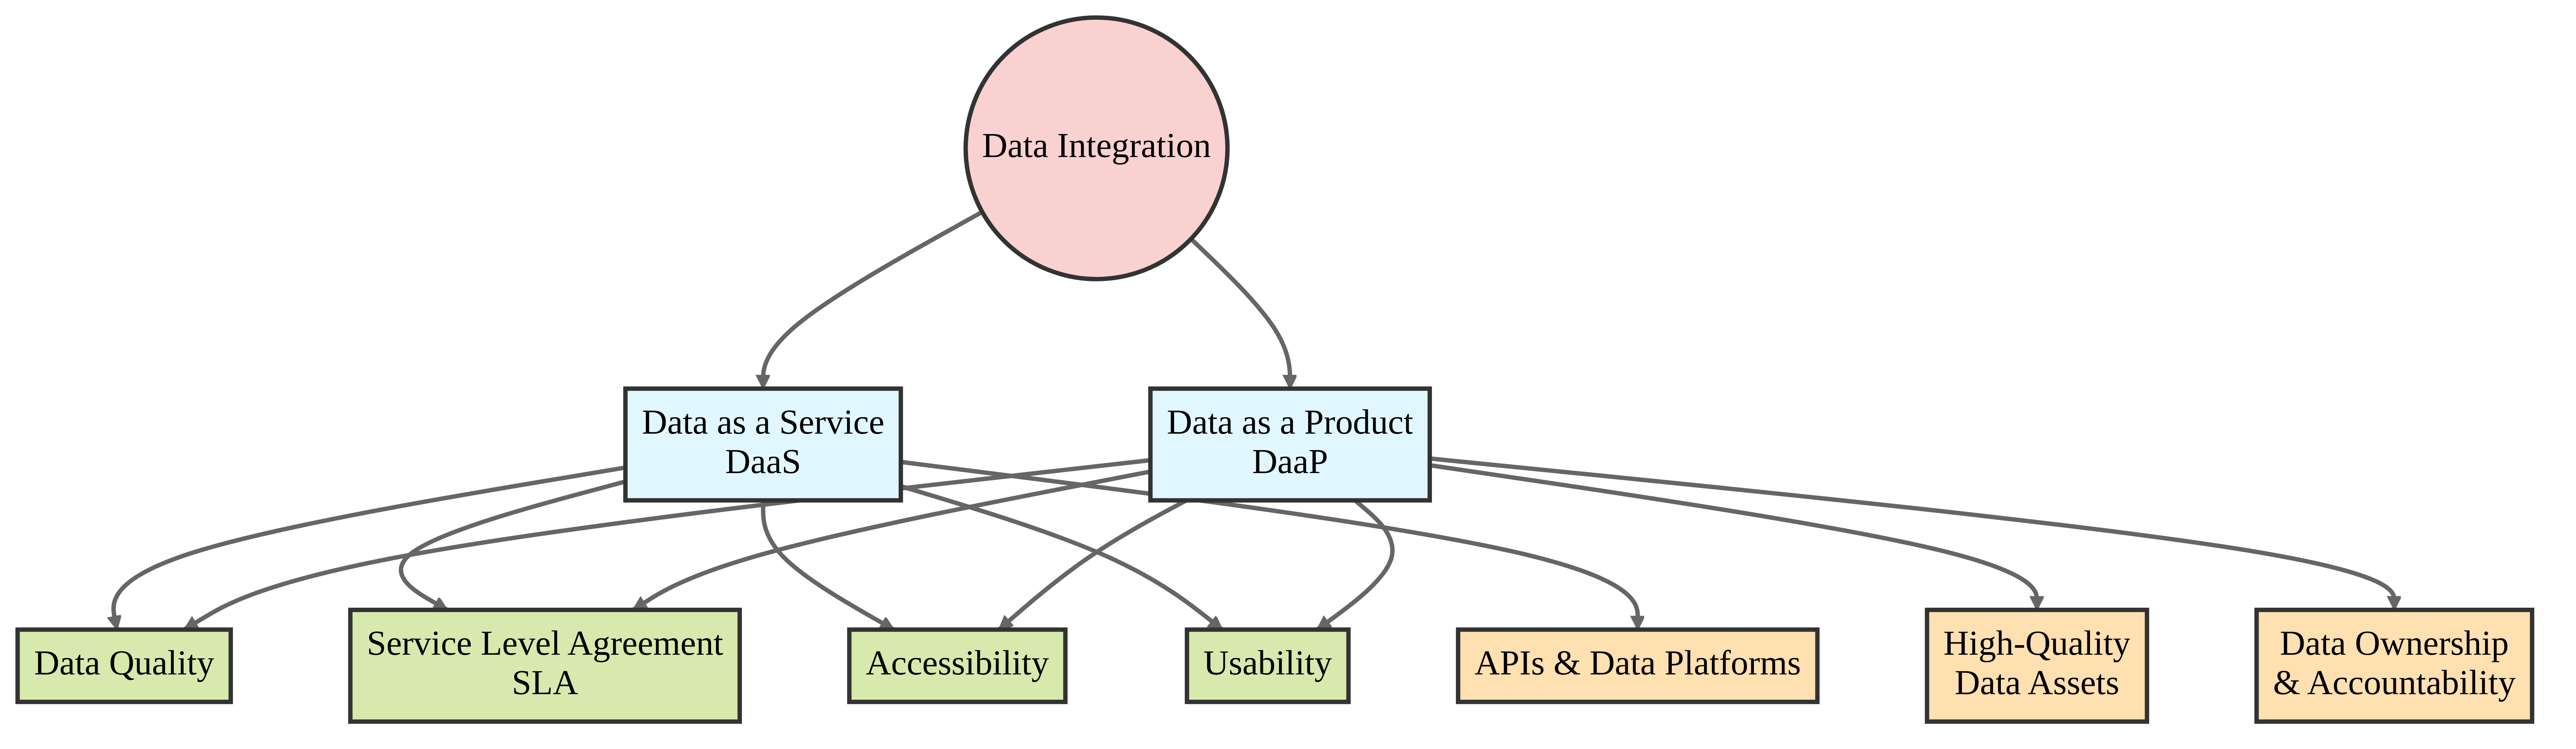 Data Integration
Data as a Service
DaaS
Data as a Product
DaaP
Data Quality
Service Level Agreement
SLA
Accessibility
Usability
APIs & Data Platforms
High-Quality
Data Assets
Data Ownership
& Accountability